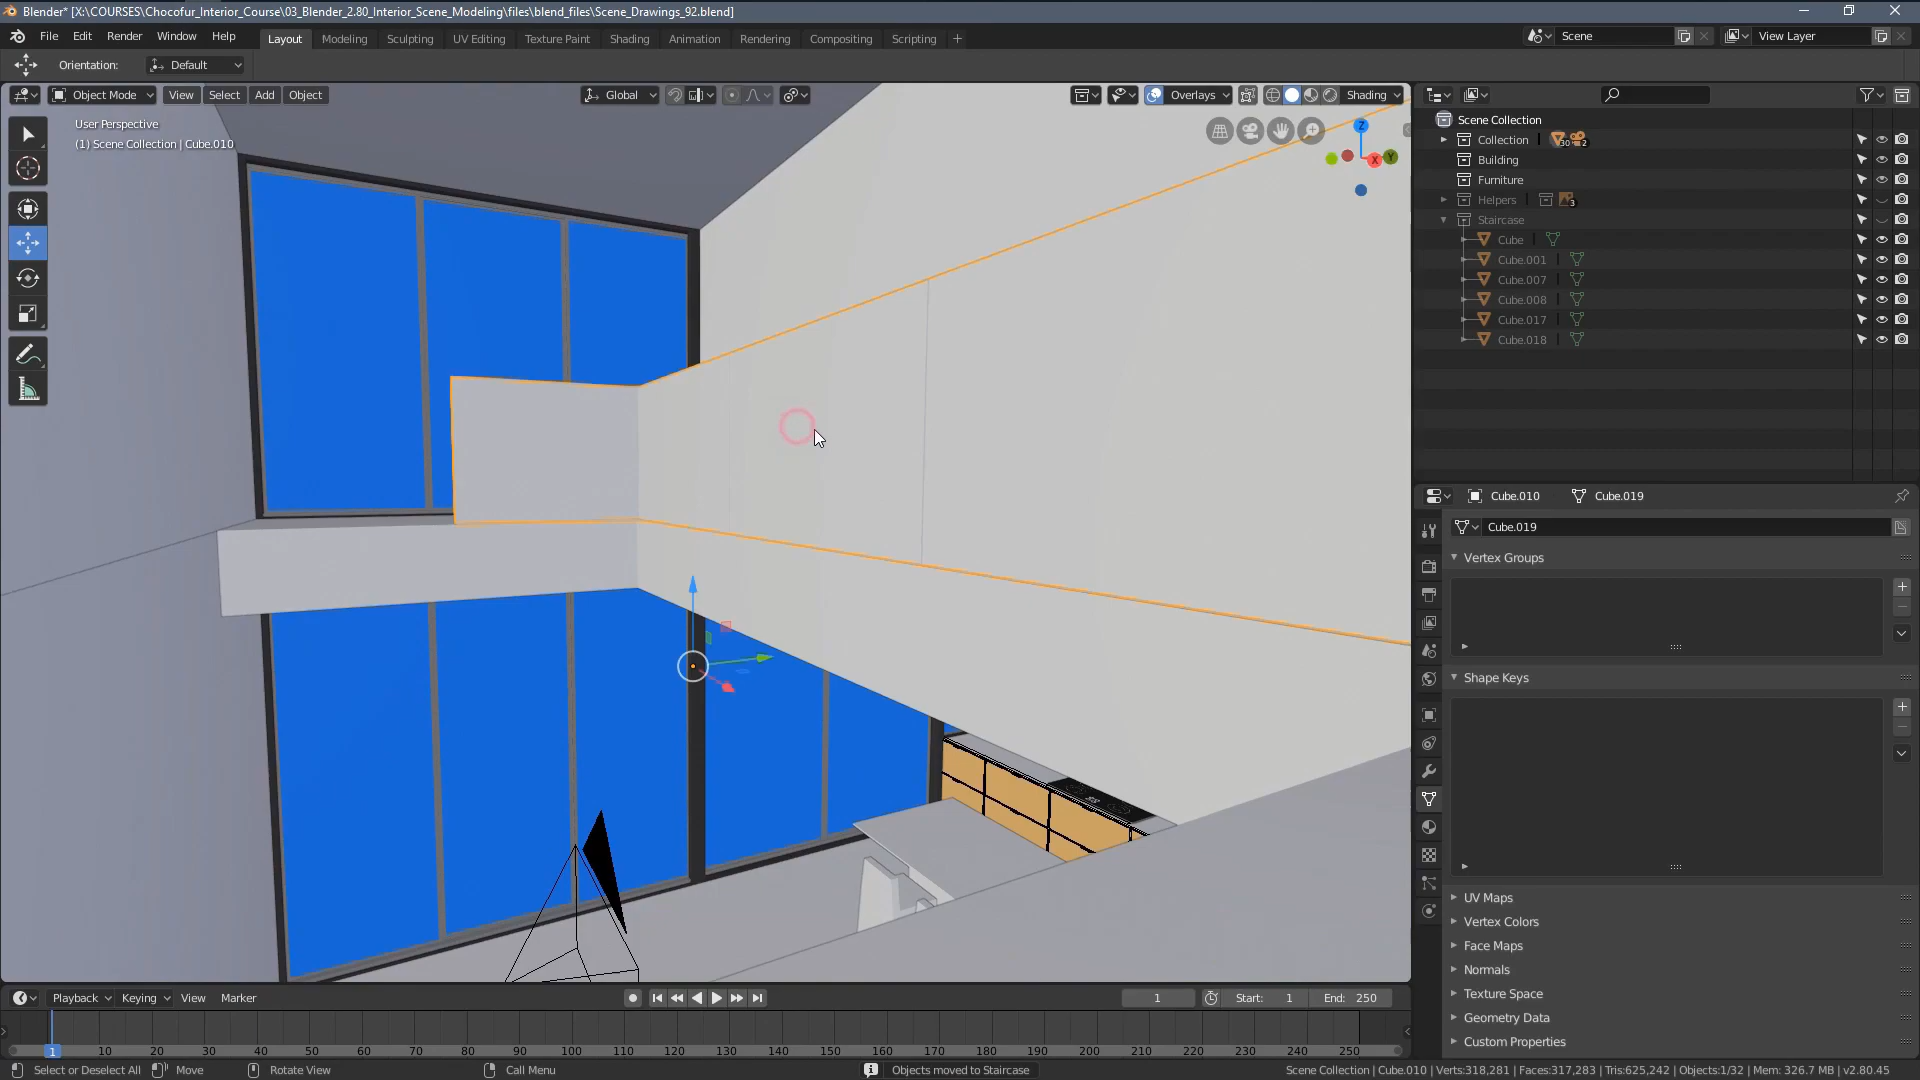 Blender* [X:\COURSES\Chocofur_Interior_Course\03_Blender_2.80_Interior_Scene_Modeling\files\blend_files\Scene_Drawings_92.blend]
File Edit Render Window Help Layout Modeling Sculpting UV Editing Texture Paint Shading Animation Rendering Compositing Scripting Scene View Layer
Orientation: Default
Object Mode View Select Add Object Global Overlays Shading
User Perspective
(1) Scene Collection | Cube.010
Z
X
Y
Scene Collection
Collection 30 2
Building
Furniture
Helpers 3
Staircase
Cube
Cube.001
Cube.007
Cube.008
Cube.017
Cube.018
Cube.010 Cube.019
Cube.019
Vertex Groups
Shape Keys
UV Maps
Vertex Colors
Face Maps
Normals
Texture Space
Geometry Data
Custom Properties
Playback Keying View Marker 1 Start: 1 End: 250
1 10 20 30 40 50 60 70 80 90 100 110 120 130 140 150 160 170 180 190 200 210 220 230 240 250
Select or Deselect All Move Rotate View Call Menu Objects moved to Staircase Scene Collection | Cube.010 | Verts:318,281 | Faces:317,283 | Tris:625,242 | Objects:1/32 | Mem: 326.7 MB | v2.80.45